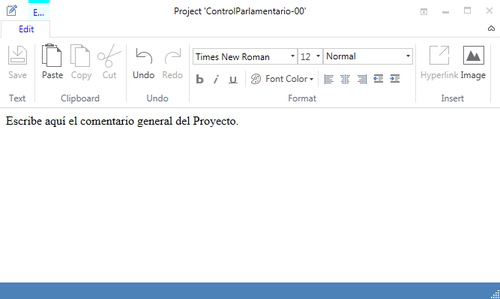 E...
Project 'ControlParlamentario-00'
Edit
Save
Paste
Copy
Cut
Undo
Redo
Times New Roman
12
Normal
b i u
Font Color
Hyperlink
Image
Text
Clipboard
Undo
Format
Insert
Escribe aquí el comentario general del Proyecto.